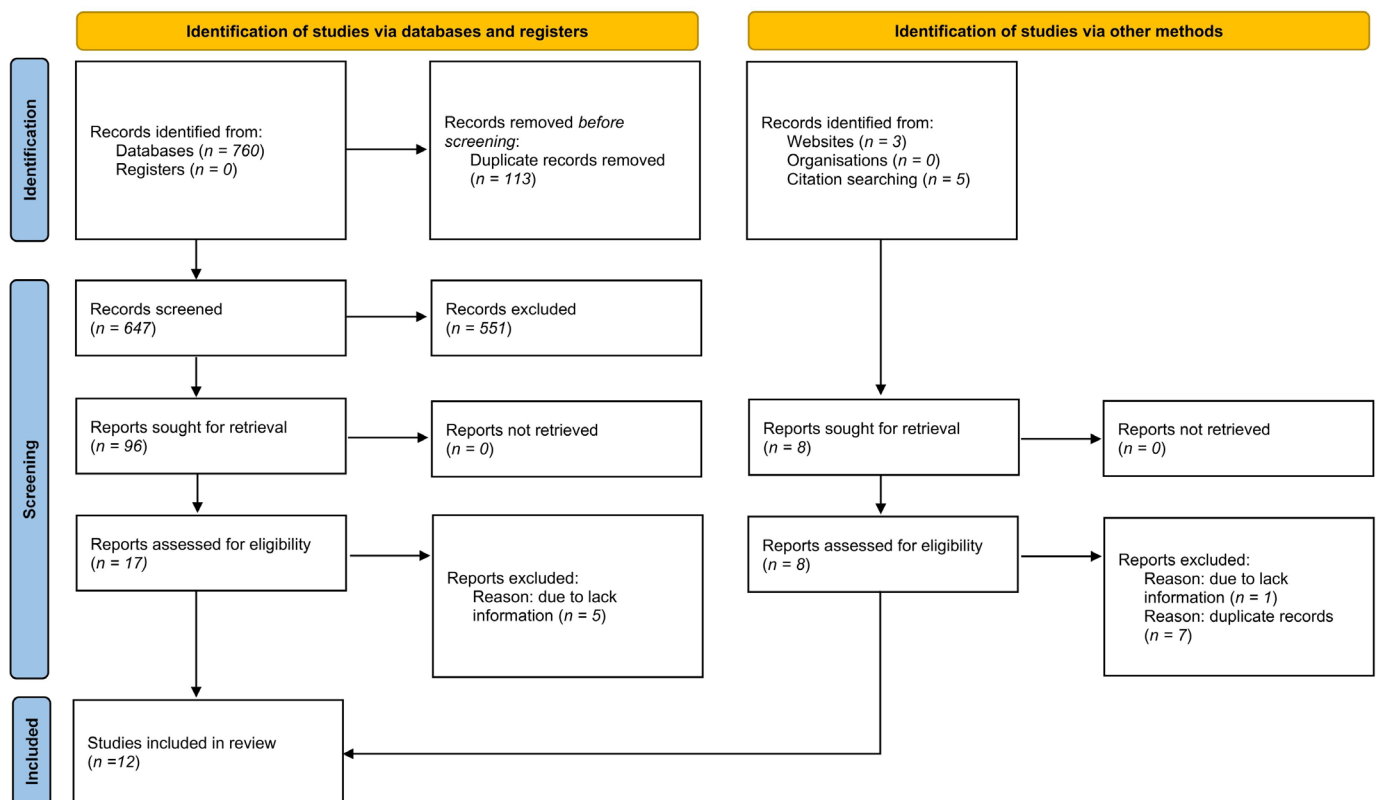 Identification of studies via databases and registers
Identification of studies via other methods
Identification
Records identified from:
Databases (n = 760)
Registers (n = 0)
Records removed before
screening:
Duplicate records removed
(n = 113)
Records identified from:
Websites (n = 3)
Organisations (n = 0)
Citation searching (n = 5)
Screening
Records screened
(n = 647)
Records excluded
(n = 551)
Reports sought for retrieval
(n = 96)
Reports not retrieved
(n = 0)
Reports sought for retrieval
(n = 8)
Reports not retrieved
(n = 0)
Reports assessed for eligibility
(n = 17)
Reports excluded:
Reason: due to lack
information (n = 5)
Reports assessed for eligibility
(n = 8)
Reports excluded:
Reason: due to lack
information (n = 1)
Reason: duplicate records
(n = 7)
Included
Studies included in review
(n =12)